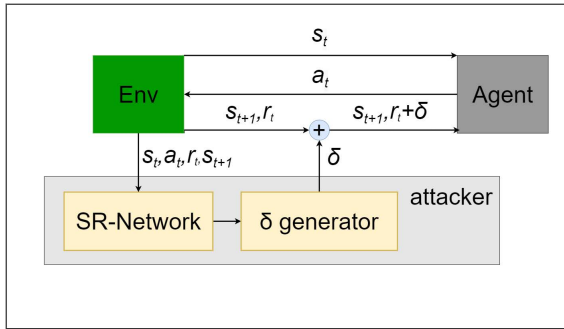 s_t
Env
a_t
Agent
s_{t+1},r_t
+
s_{t+1},r_t+δ
s_t,a_t,r_t,s_{t+1}
δ
attacker
SR-Network
δ generator